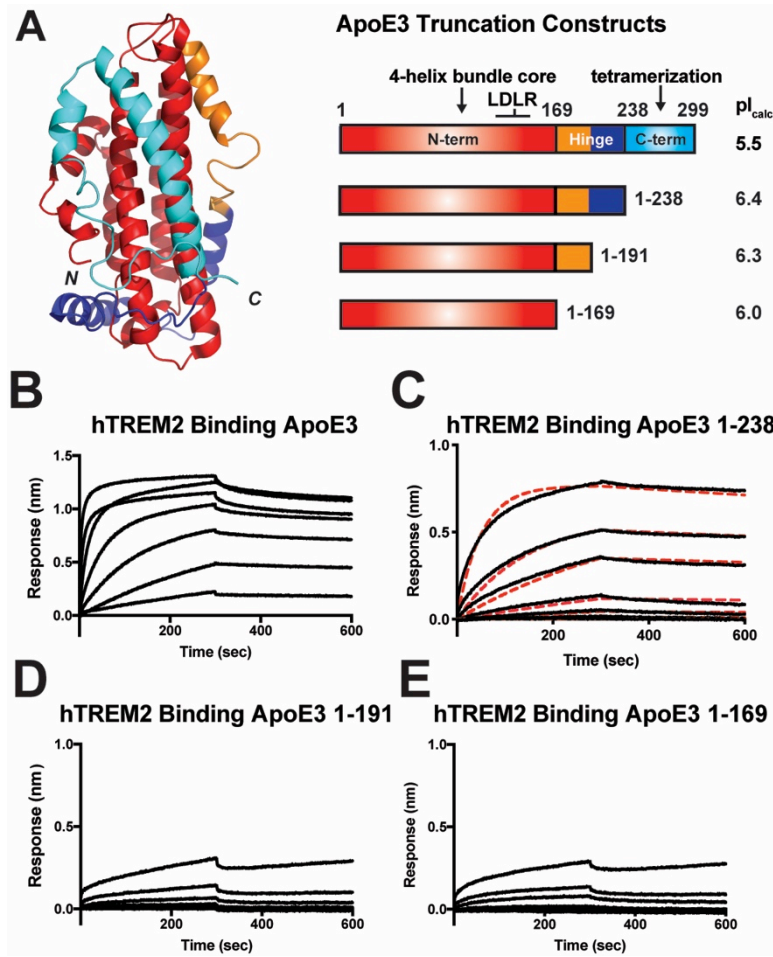 A
ApoE3 Truncation Constructs
4-helix bundle core
tetramerization
LDLR
1
169
238
299
pIcalc
N-term
Hinge
C-term
5.5
1-238
6.4
1-191
6.3
1-169
6.0
N
C
B
hTREM2 Binding ApoE3
Response (nm)
1.5
1.0
0.5
0.0
200
400
600
Time (sec)
C
hTREM2 Binding ApoE3 1-238
Response (nm)
1.0
0.5
0.0
200
400
600
Time (sec)
D
hTREM2 Binding ApoE3 1-191
Response (nm)
1.0
0.5
0.0
200
400
600
Time (sec)
E
hTREM2 Binding ApoE3 1-169
Response (nm)
1.0
0.5
0.0
200
400
600
Time (sec)